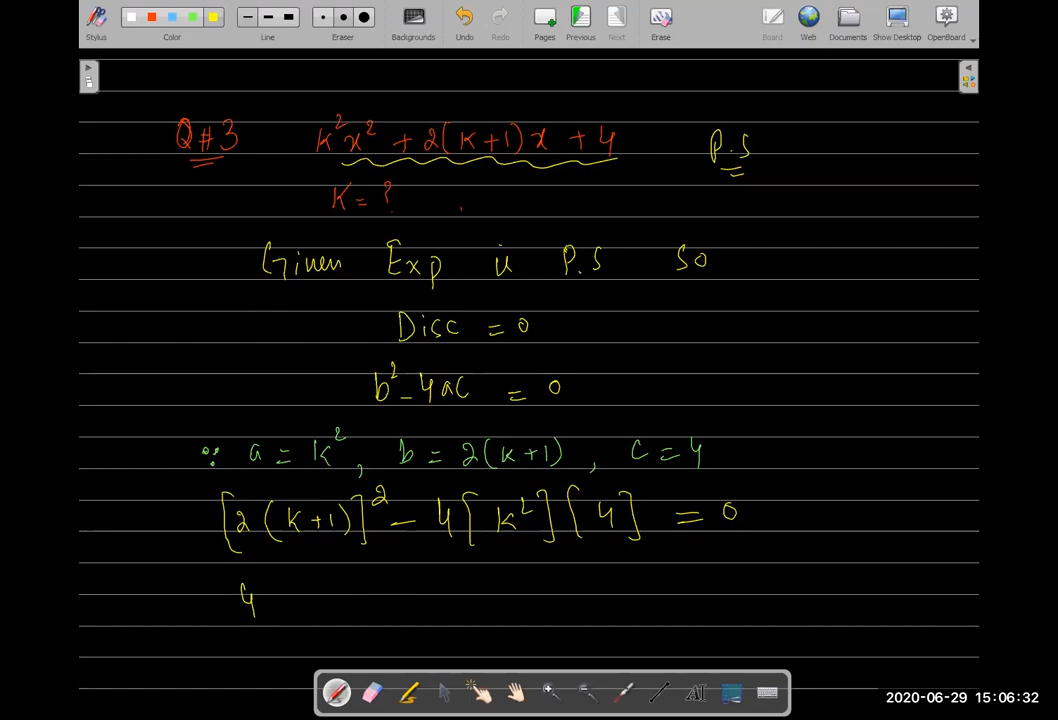 Stylus Color Line Eraser Backgrounds Undo Redo Pages Previous Next Erase Board Web Documents Show Desktop OpenBoard
Q#3 K²x² + 2(K+1)x + 4 P.S
K = ?
Given Exp is P.S so
Disc = 0
b² - 4ac = 0
∵ a = K², b = 2(K+1), c = 4
[2(K+1)]² - 4[K²][4] = 0
4
AI
2020-06-29 15:06:32